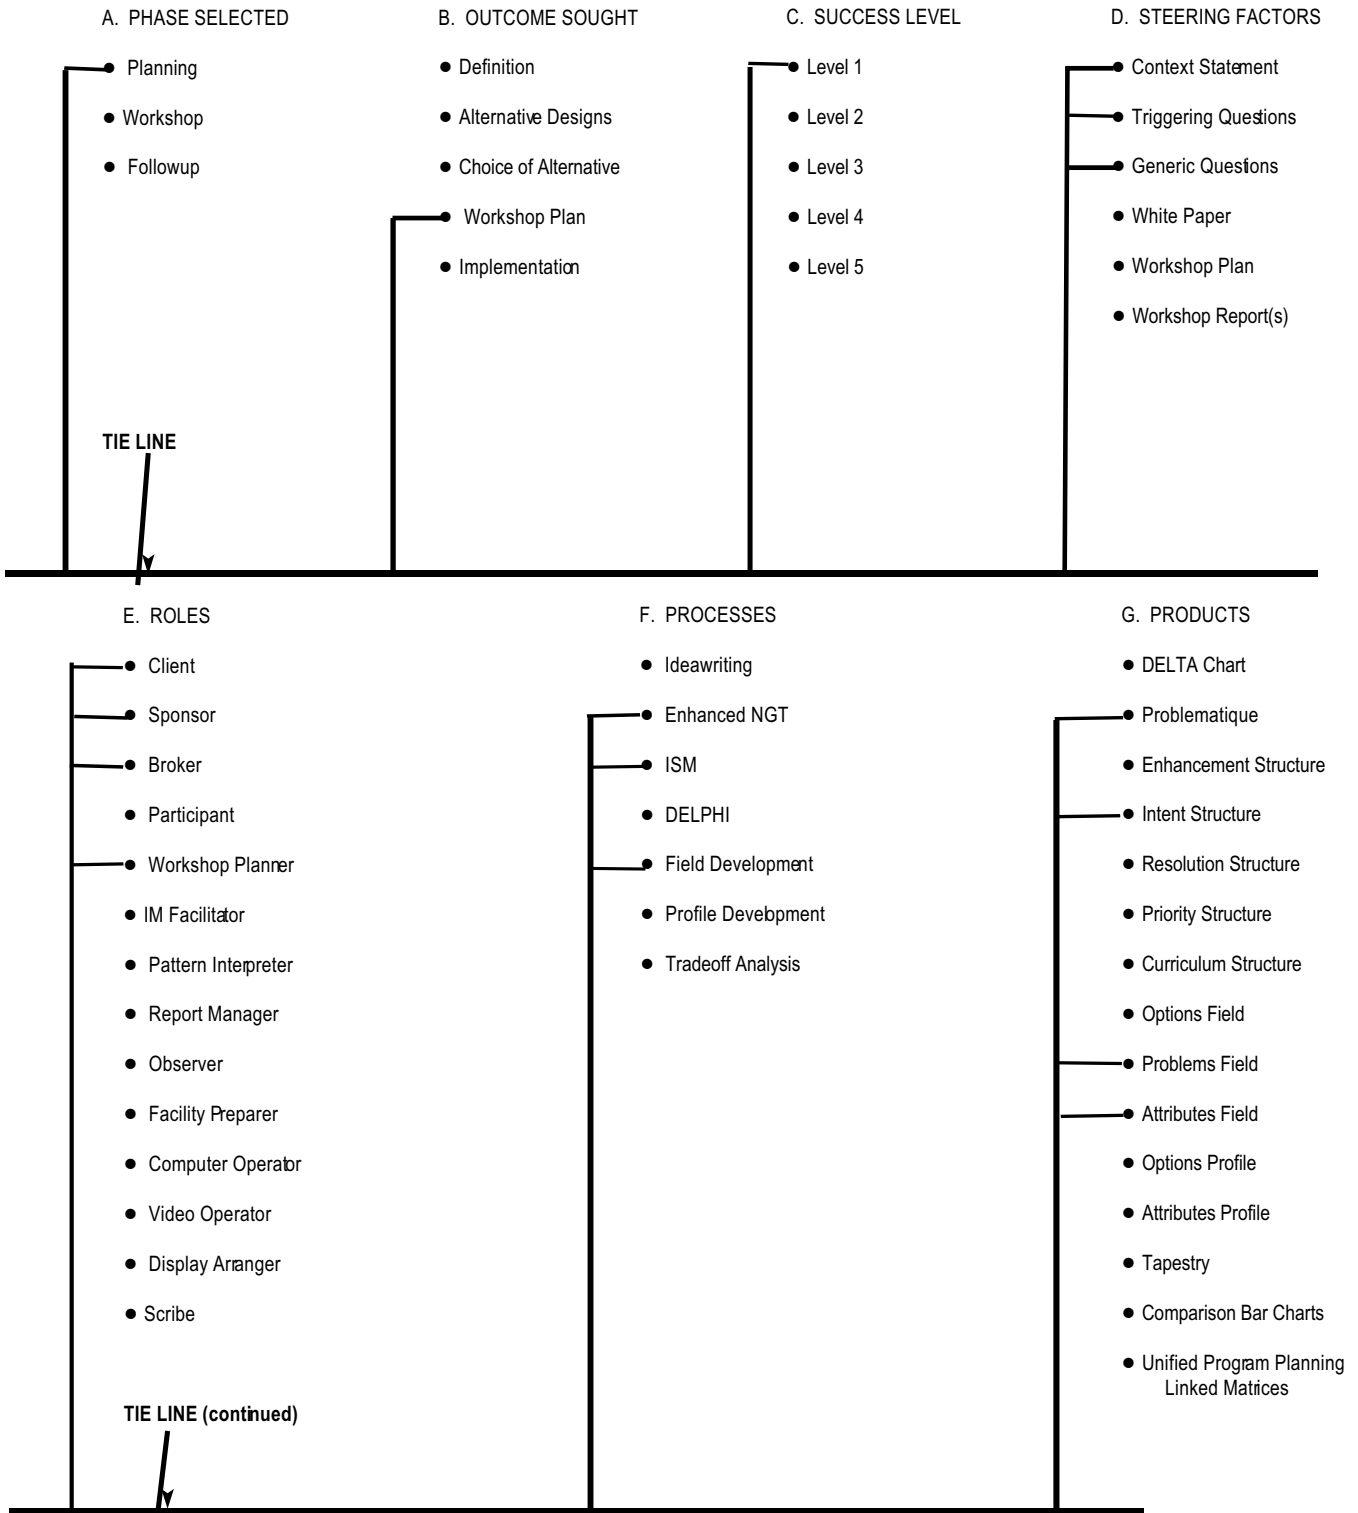 A. PHASE SELECTED
• Planning
• Workshop
• Followup
B. OUTCOME SOUGHT
• Definition
• Alternative Designs
• Choice of Alternative
• Workshop Plan
• Implementation
C. SUCCESS LEVEL
• Level 1
• Level 2
• Level 3
• Level 4
• Level 5
D. STEERING FACTORS
• Context Statement
• Triggering Questions
• Generic Questions
• White Paper
• Workshop Plan
• Workshop Report(s)
TIE LINE
E. ROLES
• Client
• Sponsor
• Broker
• Participant
• Workshop Planner
• IM Facilitator
• Pattern Interpreter
• Report Manager
• Observer
• Facility Preparer
• Computer Operator
• Video Operator
• Display Arranger
• Scribe
F. PROCESSES
• Ideawriting
• Enhanced NGT
• ISM
• DELPHI
• Field Development
• Profile Development
• Tradeoff Analysis
G. PRODUCTS
• DELTA Chart
• Problematique
• Enhancement Structure
• Intent Structure
• Resolution Structure
• Priority Structure
• Curriculum Structure
• Options Field
• Problems Field
• Attributes Field
• Options Profile
• Attributes Profile
• Tapestry
• Comparison Bar Charts
• Unified Program Planning
Linked Matrices
TIE LINE (continued)